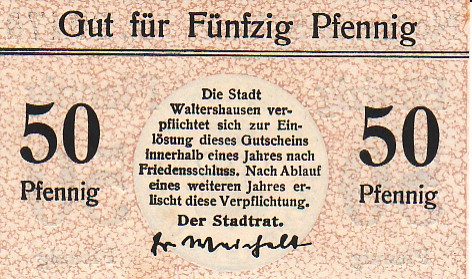 Gut für Fünfzig Pfennig
50
Pfennig
Die Stadt
Waltershausen ver-
pflichtet sich zur Ein-
lösung dieses Gutscheins
innerhalb eines Jahres nach
Friedensschluss. Nach Ablauf
eines weiteren Jahres er-
lischt diese Verpflichtung.
Der Stadtrat.
50
Pfennig